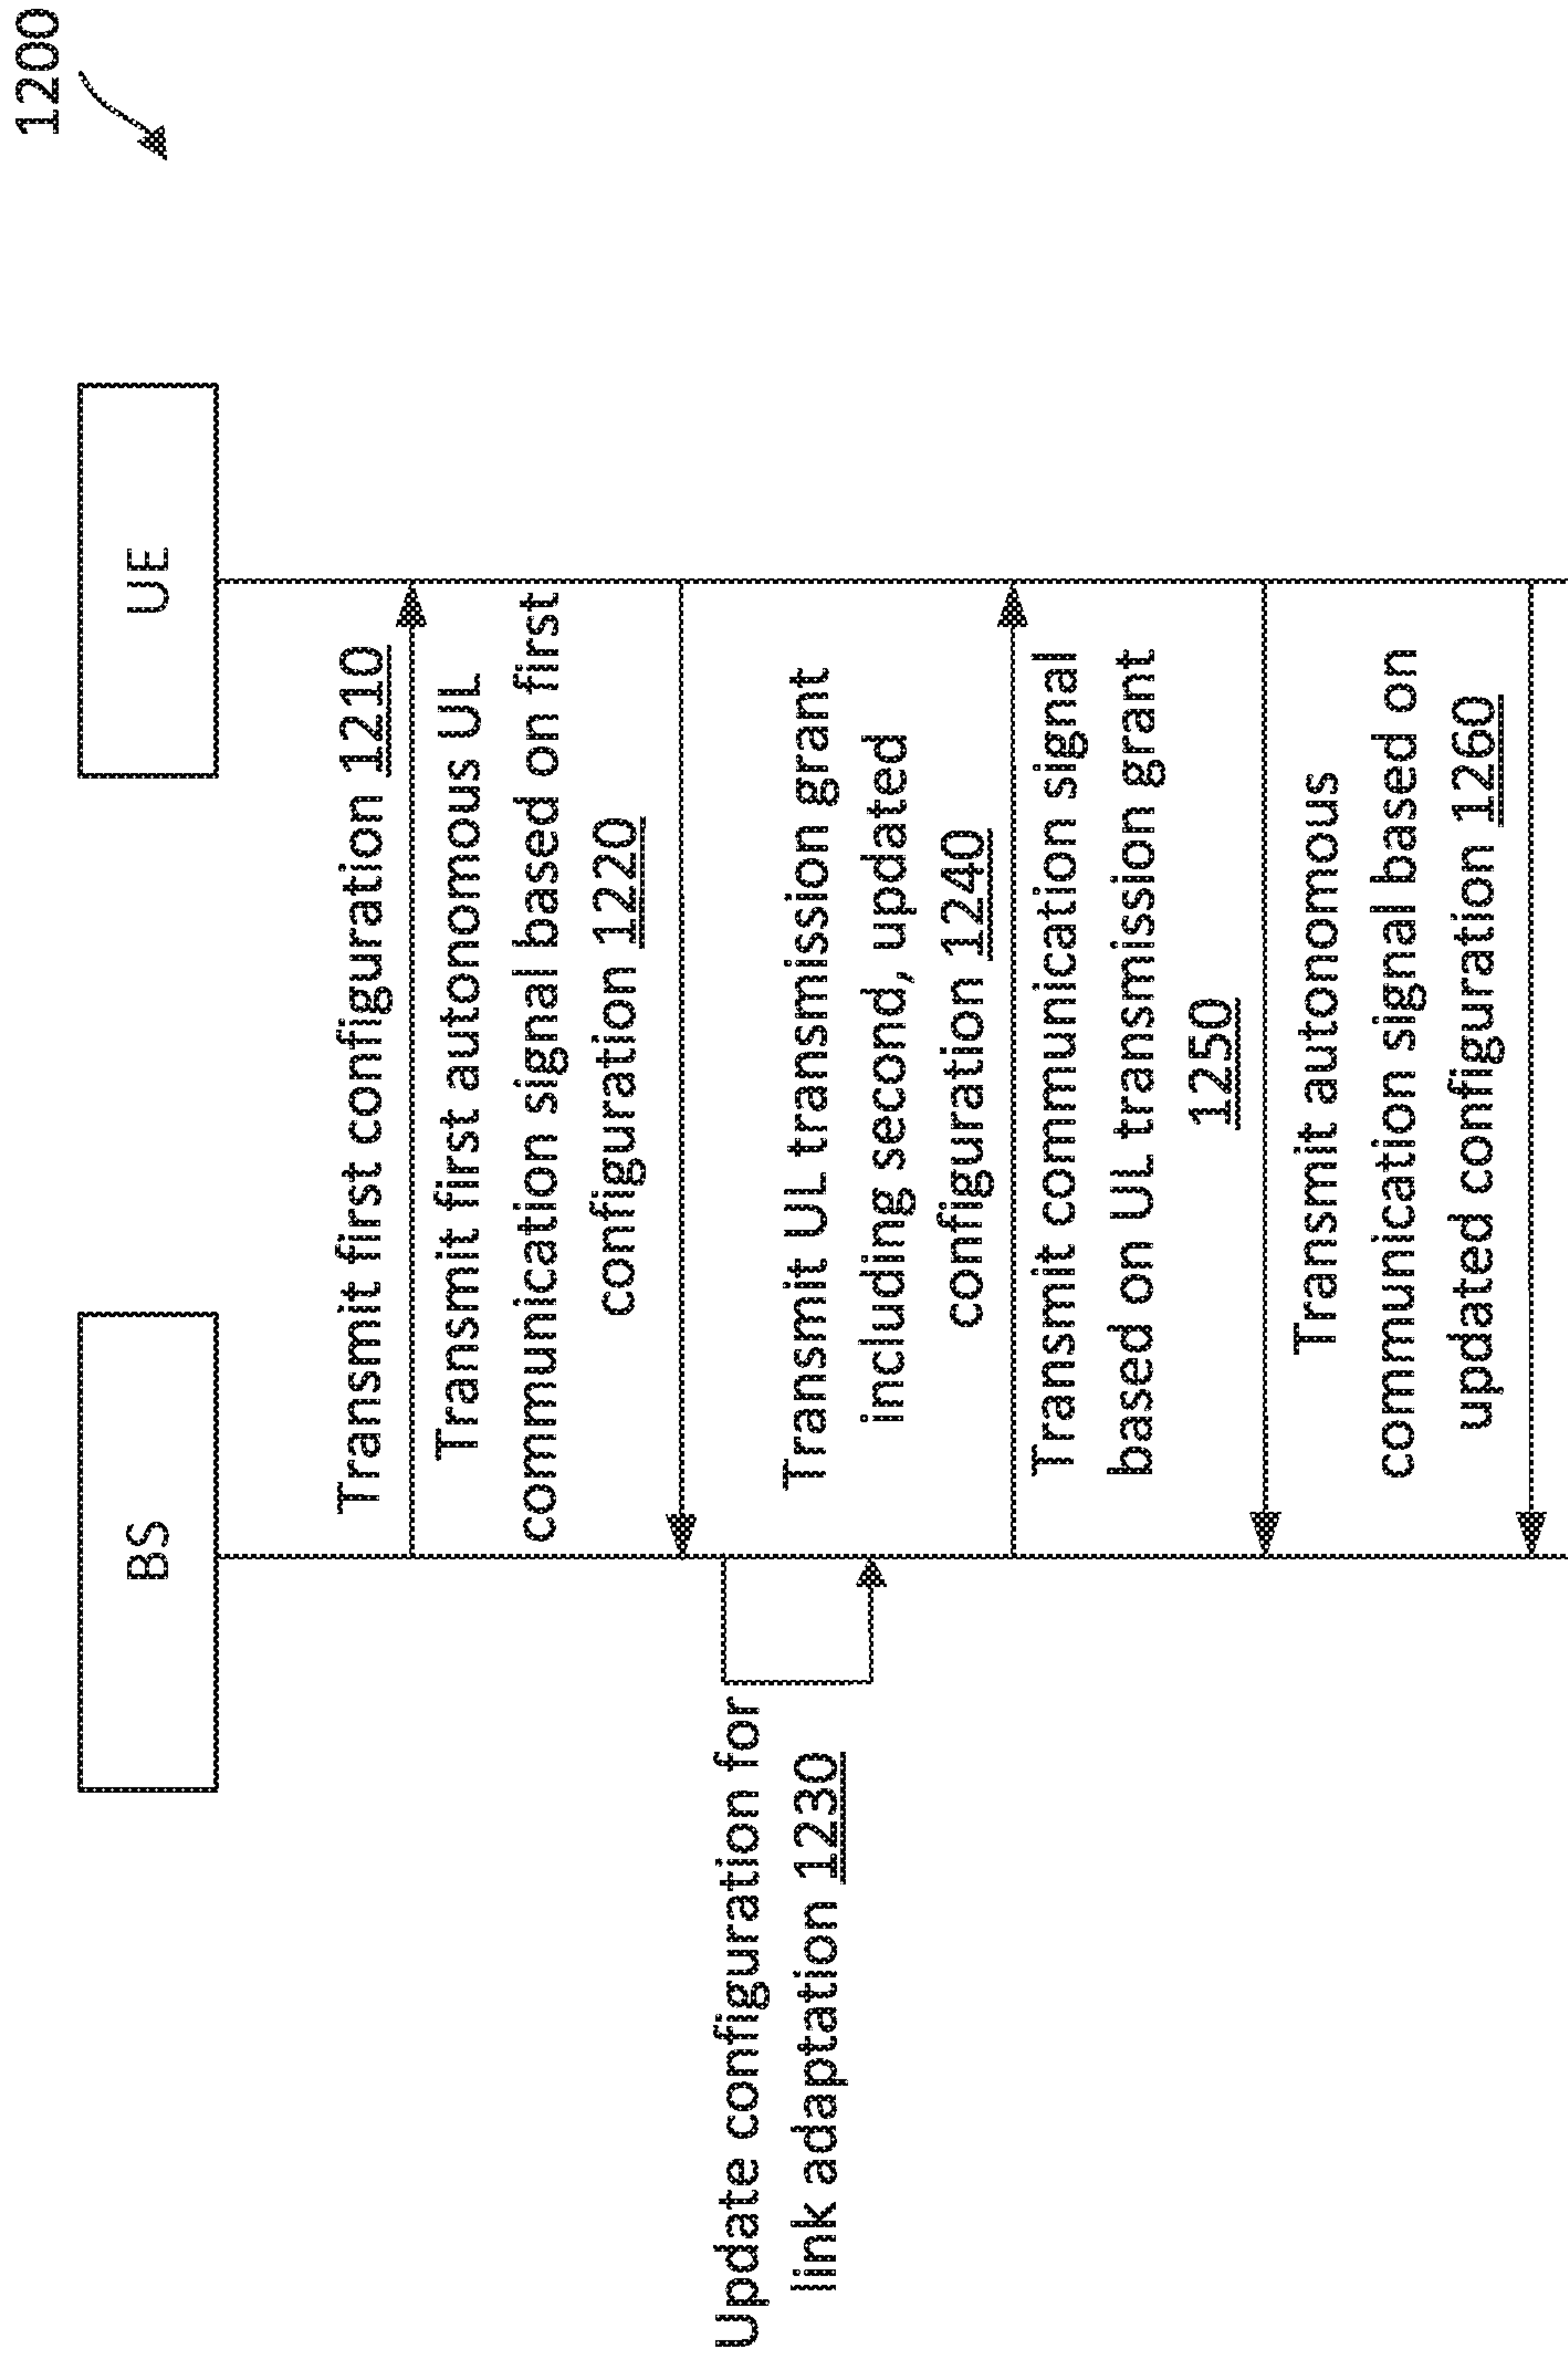 1200
BS
UE
Transmit first configuration 1210
Transmit first autonomous UL
communication signal based on first
configuration 1220
Update configuration for
link adaptation 1230
Transmit UL transmission grant
including second, updated
configuration 1240
Transmit communication signal
based on UL transmission grant
1250
Transmit autonomous
communication signal based on
updated configuration 1260